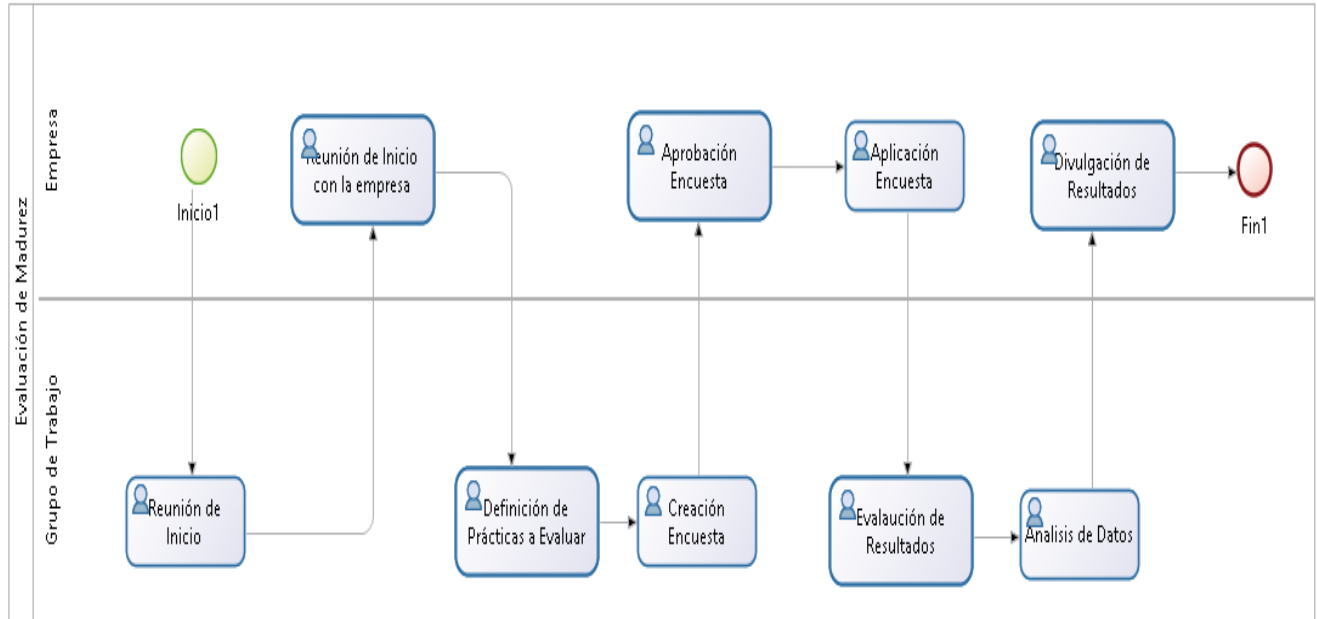 Evaluación de Madurez
Empresa
Inicio1
Reunión de Inicio
con la empresa
Aprobación
Encuesta
Aplicación
Encuesta
Divulgación de
Resultados
Fin1
Grupo de Trabajo
Reunión de
Inicio
Definición de
Prácticas a Evaluar
Creación
Encuesta
Evalaución de
Resultados
Analisis de Datos